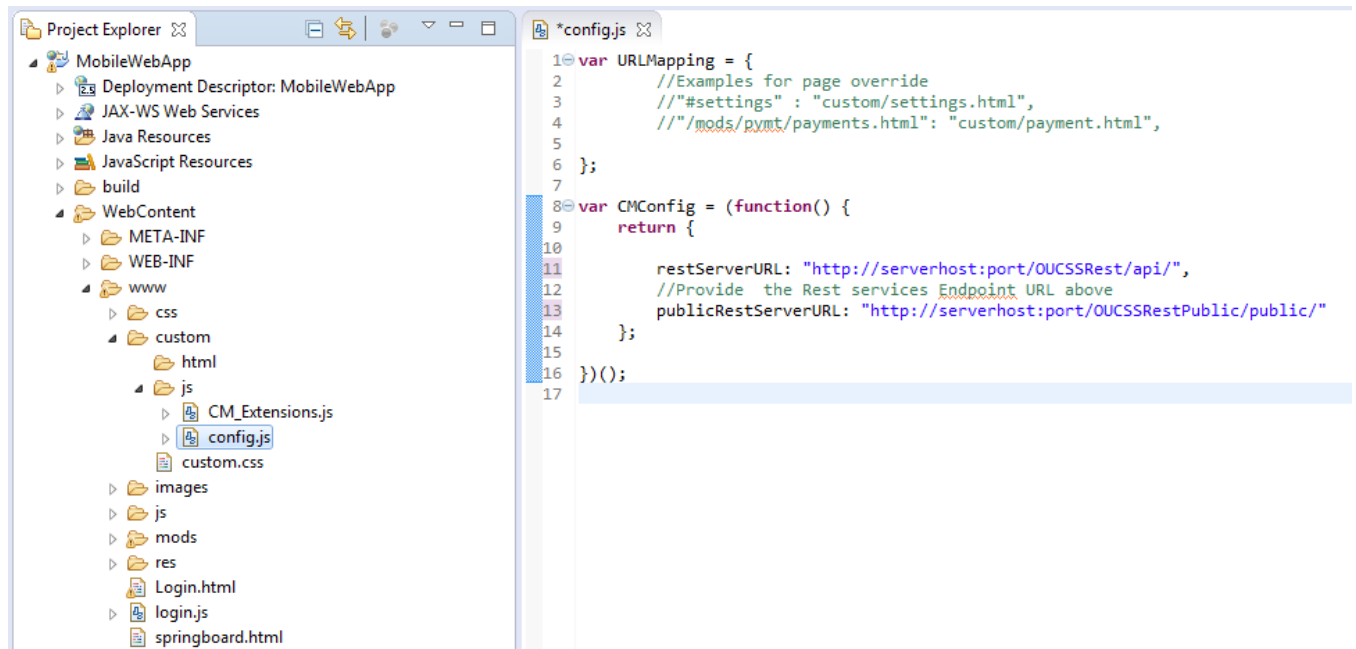 Project Explorer
MobileWebApp
Deployment Descriptor: MobileWebApp
JAX-WS Web Services
Java Resources
JavaScript Resources
build
WebContent
META-INF
WEB-INF
www
css
custom
html
js
CM_Extensions.js
config.js
custom.css
images
js
mods
res
Login.html
login.js
springboard.html
*config.js
1 var URLMapping = {
2 //Examples for page override
3 //"#settings" : "custom/settings.html",
4 //"/mods/pymt/payments.html": "custom/payment.html",
5
6 };
7
8 var CMConfig = (function() {
9 return {
10
11 restServerURL: "http://serverhost:port/OUCSSRest/api/",
12 //Provide  the Rest services Endpoint URL above
13 publicRestServerURL: "http://serverhost:port/OUCSSRestPublic/public/"
14 };
15
16 })();
17